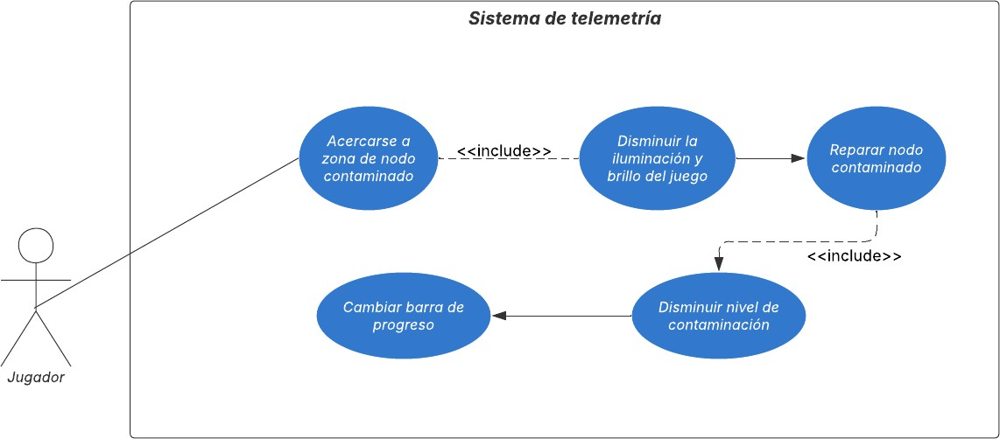 Sistema de telemetría
Acercarse a
zona de nodo
contaminado
<<include>>
Disminuir la
iluminación y
brillo del juego
Reparar nodo
contaminado
<<include>>
Cambiar barra de
progreso
Disminuir nivel de
contaminación
Jugador